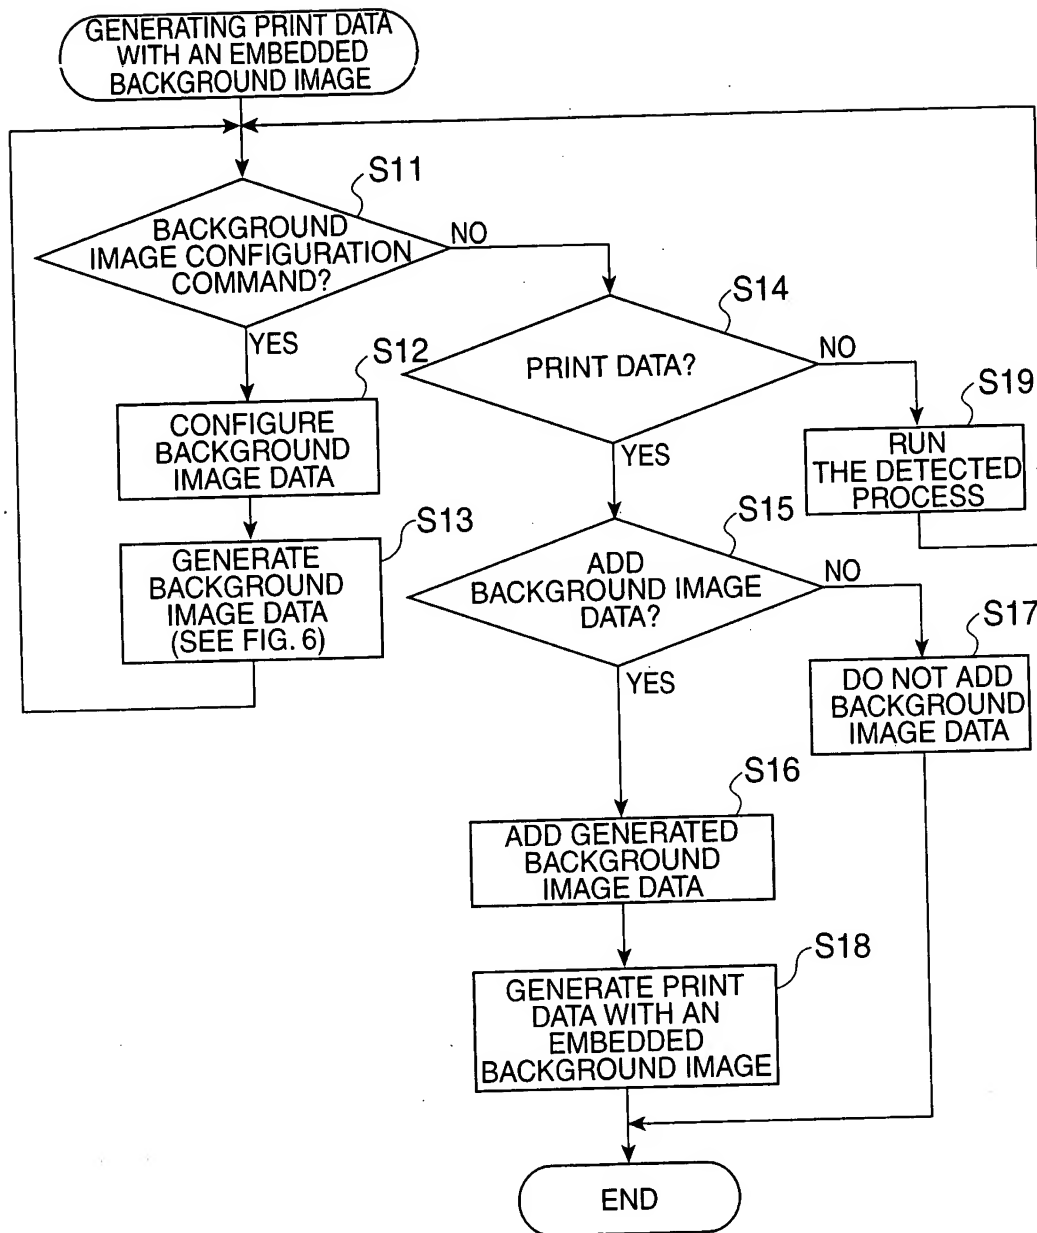 GENERATING PRINT DATA
WITH AN EMBEDDED
BACKGROUND IMAGE
S11
BACKGROUND
IMAGE CONFIGURATION
COMMAND?
NO
YES
S12
CONFIGURE
BACKGROUND
IMAGE DATA
S13
GENERATE
BACKGROUND
IMAGE DATA
(SEE FIG. 6)
S14
PRINT DATA?
NO
YES
S19
RUN
THE DETECTED
PROCESS
S15
ADD
BACKGROUND IMAGE
DATA?
NO
YES
S17
DO NOT ADD
BACKGROUND
IMAGE DATA
S16
ADD GENERATED
BACKGROUND
IMAGE DATA
S18
GENERATE PRINT
DATA WITH AN
EMBEDDED
BACKGROUND IMAGE
END